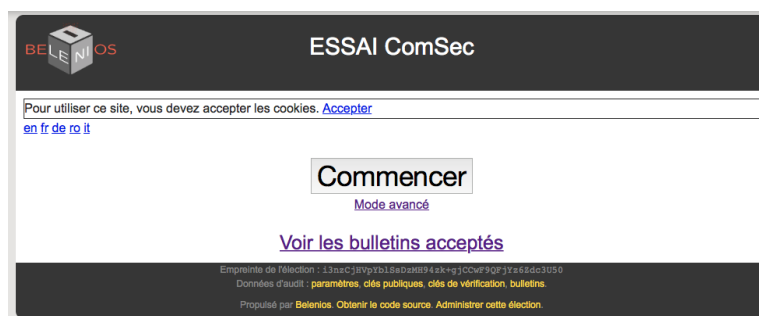 BELENIOS
ESSAI ComSec
Pour utiliser ce site, vous devez accepter les cookies. Accepter
en fr de ro it
Commencer
Mode avancé
Voir les bulletins acceptés
Empreinte de l'élection :
Données d'audit : paramètres, clés publiques, clés de vérification, bulletins.
Propulsé par Belenios. Obtenir le code source. Administrer cette élection.